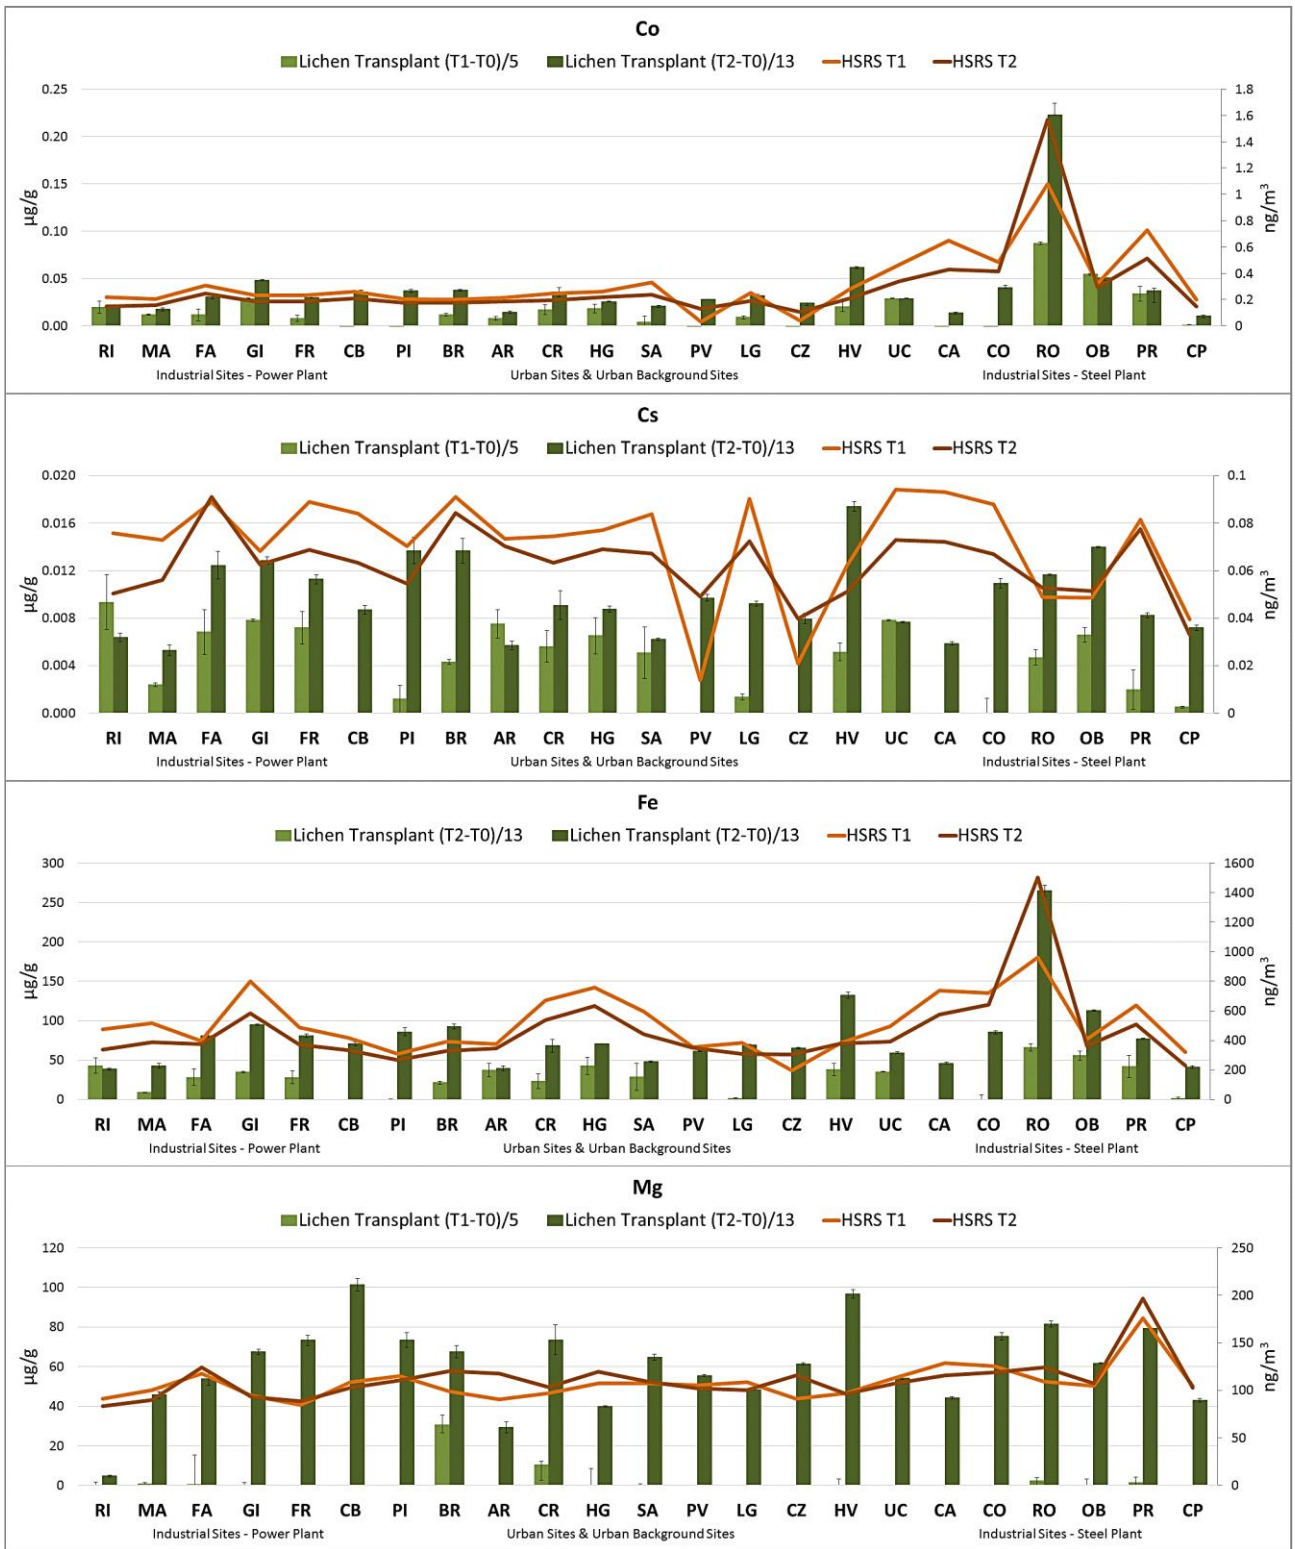 Co
Lichen Transplant (T1-T0)/5 Lichen Transplant (T2-T0)/13 HSRS T1 HSRS T2
0.25 1.8
1.6
0.20 1.4
1.2
0.15 1
0.10 0.8
0.6
0.05 0.4
0.2
0.00 0
µg/g
ng/m³
RI MA FA GI FR CB PI BR AR CR HG SA PV LG CZ HV UC CA CO RO OB PR CP
Industrial Sites - Power Plant Urban Sites & Urban Background Sites Industrial Sites - Steel Plant
Cs
Lichen Transplant (T1-T0)/5 Lichen Transplant (T2-T0)/13 HSRS T1 HSRS T2
0.020 0.1
0.016 0.08
0.012 0.06
0.008 0.04
0.004 0.02
0.000 0
µg/g
ng/m³
RI MA FA GI FR CB PI BR AR CR HG SA PV LG CZ HV UC CA CO RO OB PR CP
Industrial Sites - Power Plant Urban Sites & Urban Background Sites Industrial Sites - Steel Plant
Fe
Lichen Transplant (T2-T0)/13 Lichen Transplant (T2-T0)/13 HSRS T1 HSRS T2
300 1600
250 1400
1200
200 1000
150 800
100 600
400
50 200
0 0
µg/g
ng/m³
RI MA FA GI FR CB PI BR AR CR HG SA PV LG CZ HV UC CA CO RO OB PR CP
Industrial Sites - Power Plant Urban Sites & Urban Background Sites Industrial Sites - Steel Plant
Mg
Lichen Transplant (T1-T0)/5 Lichen Transplant (T2-T0)/13 HSRS T1 HSRS T2
120 250
100 200
80
150
60
100
40
20 50
0 0
µg/g
ng/m³
RI MA FA GI FR CB PI BR AR CR HG SA PV LG CZ HV UC CA CO RO OB PR CP
Industrial Sites - Power Plant Urban Sites & Urban Background Sites Industrial Sites - Steel Plant